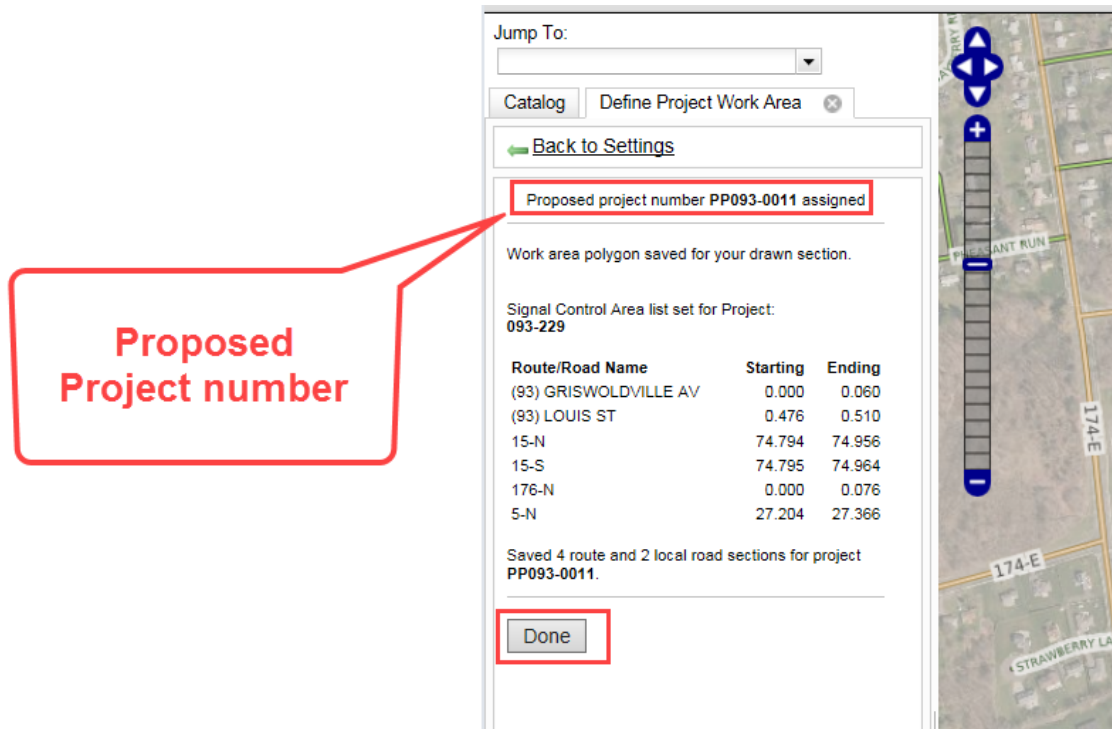 Jump To:
Catalog
Define Project Work Area
Back to Settings
Proposed project number PP093-0011 assigned
Work area polygon saved for your drawn section.
Signal Control Area list set for Project:
093-229
Route/Road Name Starting Ending
(93) GRISWOLDVILLE AV 0.000 0.060
(93) LOUIS ST 0.476 0.510
15-N 74.794 74.956
15-S 74.795 74.964
176-N 0.000 0.076
5-N 27.204 27.366
Saved 4 route and 2 local road sections for project
PP093-0011.
Done
Proposed
Project number
PHEASANT RUN
174-E
174-E
STRAWBERRY LA